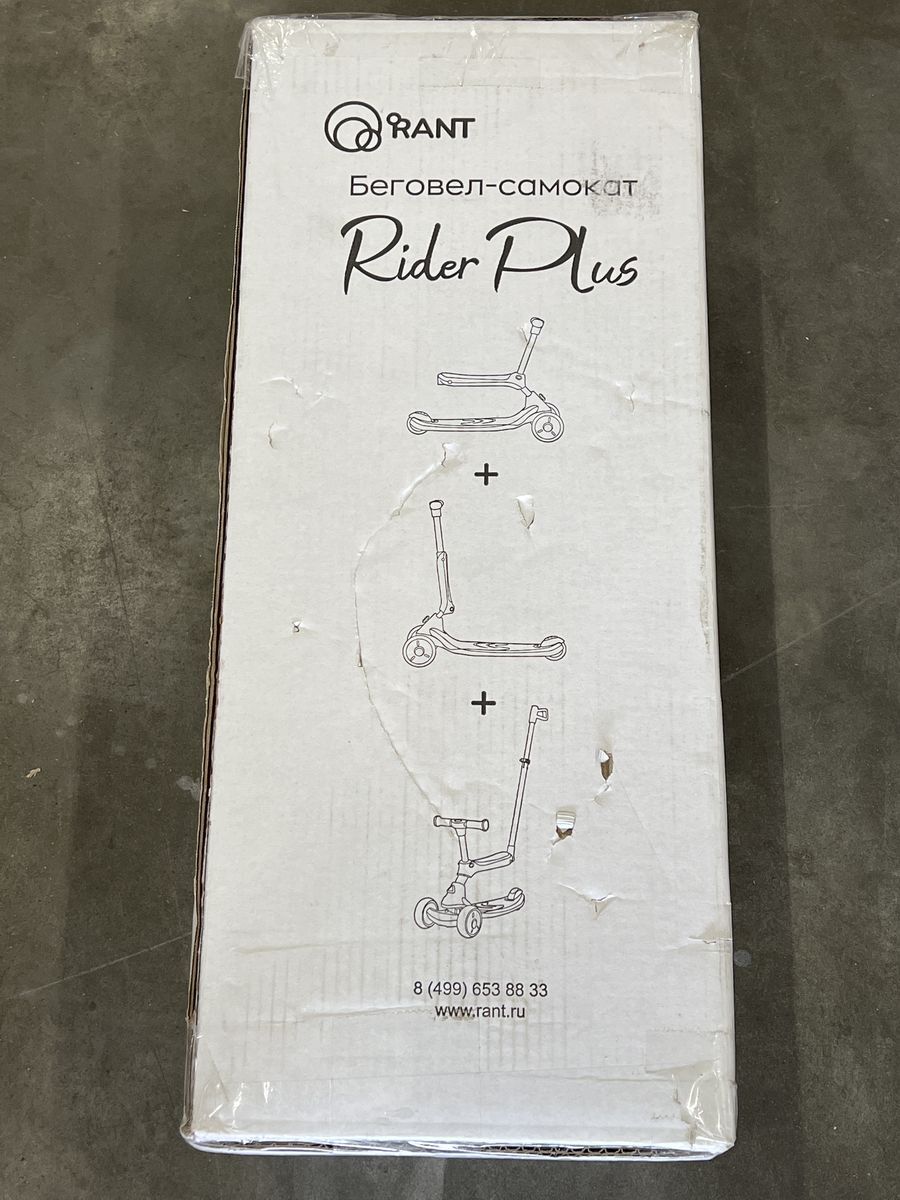 RANT
Беговел-самокат
Rider Plus
+
+
8 (499) 653 88 33
www.rant.ru